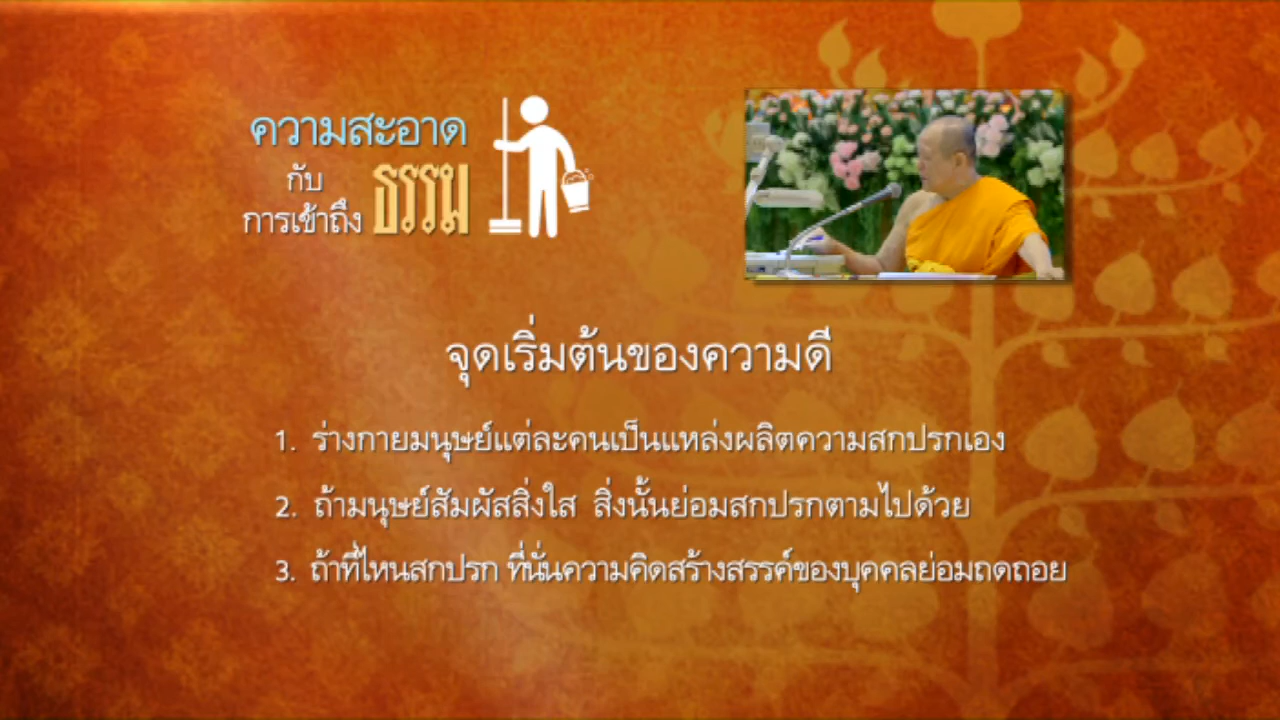 ความสะอาด
กับ
การเข้าถึง ธรรม
จุดเริ่มต้นของความดี
1. ร่างกายมนุษย์แต่ละคนเป็นแหล่งผลิตความสกปรกเอง
2. ถ้ามนุษย์สัมผัสสิ่งใส สิ่งนั้นย่อมสกปรกตามไปด้วย
3. ถ้าที่ไหนสกปรก ที่นั่นความคิดสร้างสรรค์ของบุคคลย่อมถดถอย